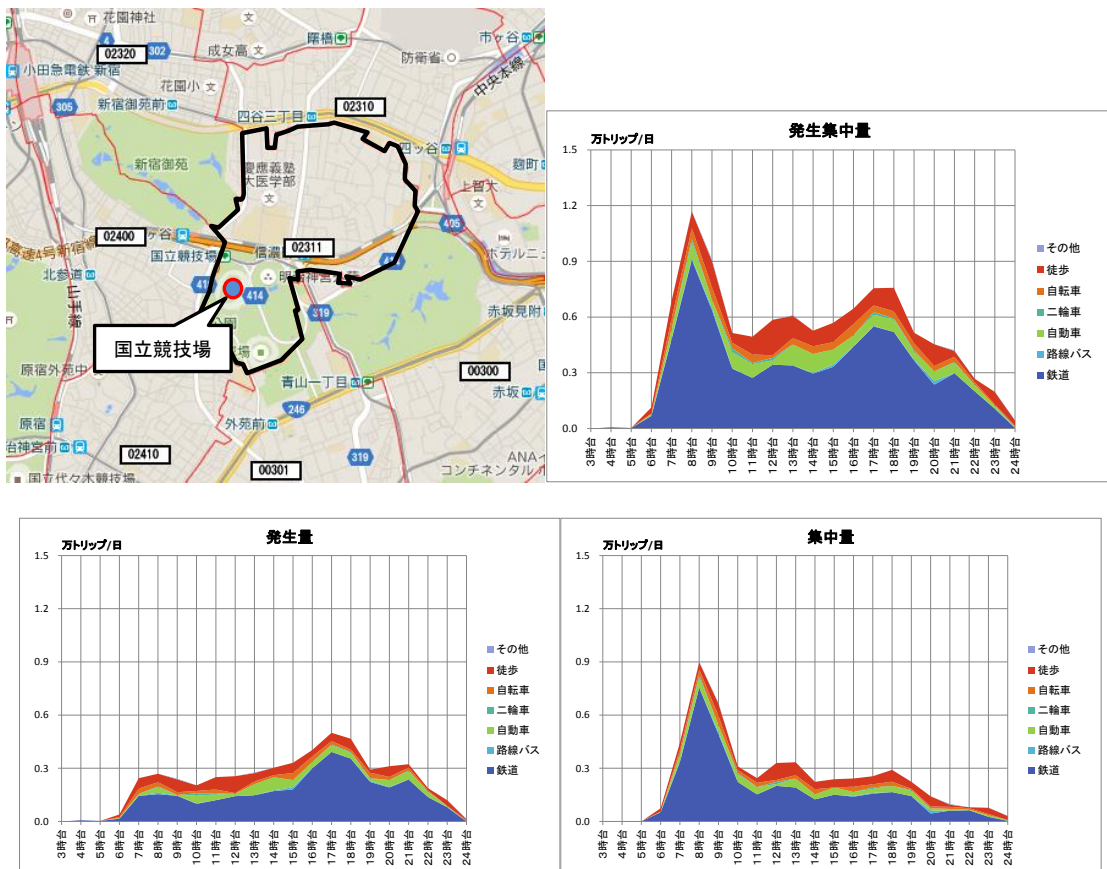 花園神社
文
4
302
02320
成女高 文
曙橋
市ヶ谷
防衛省
小田急電鉄 新宿
中央本線
花園小 文
305
新宿御苑前
四谷三丁目
02310
新宿御苑
慶應義塾
大医学部
文
四ッ谷
麹町
上智大
文
405
02400
ヶ谷
信濃
02311
ホテルニ
高速4号新宿線
国立競技場
北参道
山手線
414
319
赤坂見附
国立競技場
原宿外苑中
青山一丁目
00300
赤坂
246
原宿
外苑前
治神宮前
02410
00301
319
ANA
コンチネンタル
国立代々木競技場
発生集中量
万トリップ/日
1.5
1.2
0.9
0.6
0.3
0.0
3時台
4時台
5時台
6時台
7時台
8時台
9時台
10時台
11時台
12時台
13時台
14時台
15時台
16時台
17時台
18時台
19時台
20時台
21時台
22時台
23時台
24時台
その他
徒歩
自転車
二輪車
自動車
路線バス
鉄道
発生量
万トリップ/日
1.5
1.2
0.9
0.6
0.3
0.0
3時台
4時台
5時台
6時台
7時台
8時台
9時台
10時台
11時台
12時台
13時台
14時台
15時台
16時台
17時台
18時台
19時台
20時台
21時台
22時台
23時台
24時台
その他
徒歩
自転車
二輪車
自動車
路線バス
鉄道
集中量
万トリップ/日
1.5
1.2
0.9
0.6
0.3
0.0
3時台
4時台
5時台
6時台
7時台
8時台
9時台
10時台
11時台
12時台
13時台
14時台
15時台
16時台
17時台
18時台
19時台
20時台
21時台
22時台
23時台
24時台
その他
徒歩
自転車
二輪車
自動車
路線バス
鉄道